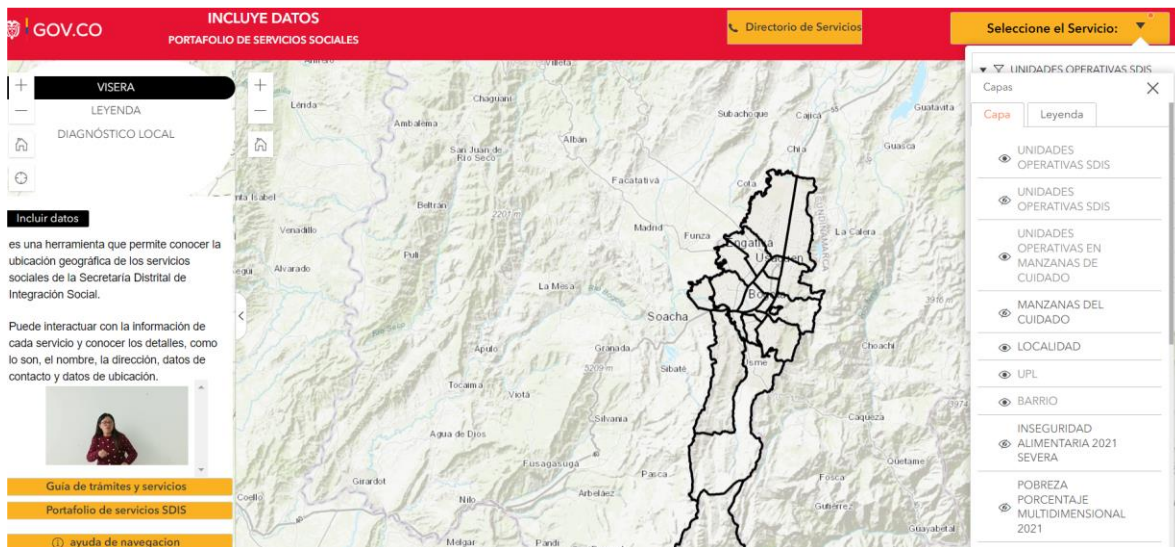 GOV.CO
INCLUYE DATOS
PORTAFOLIO DE SERVICIOS SOCIALES
Directorio de Servicios
Seleccione el Servicio:
VISERA
LEYENDA
DIAGNÓSTICO LOCAL
Incluir datos
es una herramienta que permite conocer la
ubicación geográfica de los servicios
sociales de la Secretaría Distrital de
Integración Social.
Puede interactuar con la información de
cada servicio y conocer los detalles, como
lo son, el nombre, la dirección, datos de
contacto y datos de ubicación.
Guía de trámites y servicios
Portafolio de servicios SDIS
ayuda de navegacion
Villeta
Lérida
Chaguaní
Ambalema
Albán
San Juan de
Río Seco
Subachoque
Cajicá
Guatavita
Chía
Guasca
Facatativá
Cota
Beltran
2201 m
Venadillo
Madrid
Funza
Engativá
La Calera
CUNDINAMARCA
Pulí
Alvarado
La Mesa
Soacha
3916 m
Apulo
Granada
3209 m
Sibaté
Usme
Choachí
Tocaima
Viotá
Silvania
Caqueza
3974
Agua de Dios
Fusagasugá
Quetame
Girardot
Pasca
Fosca
Coello
Nilo
Arbeláez
Gutiérrez
Guayabetal
Melgar
Pandi
UNIDADES OPERATIVAS SDIS
Capas
Capa
Leyenda
UNIDADES
OPERATIVAS SDIS
UNIDADES
OPERATIVAS SDIS
UNIDADES
OPERATIVAS EN
MANZANAS DE
CUIDADO
MANZANAS DEL
CUIDADO
LOCALIDAD
UPL
BARRIO
INSEGURIDAD
ALIMENTARIA 2021
SEVERA
POBREZA
PORCENTAJE
MULTIDIMENSIONAL
2021